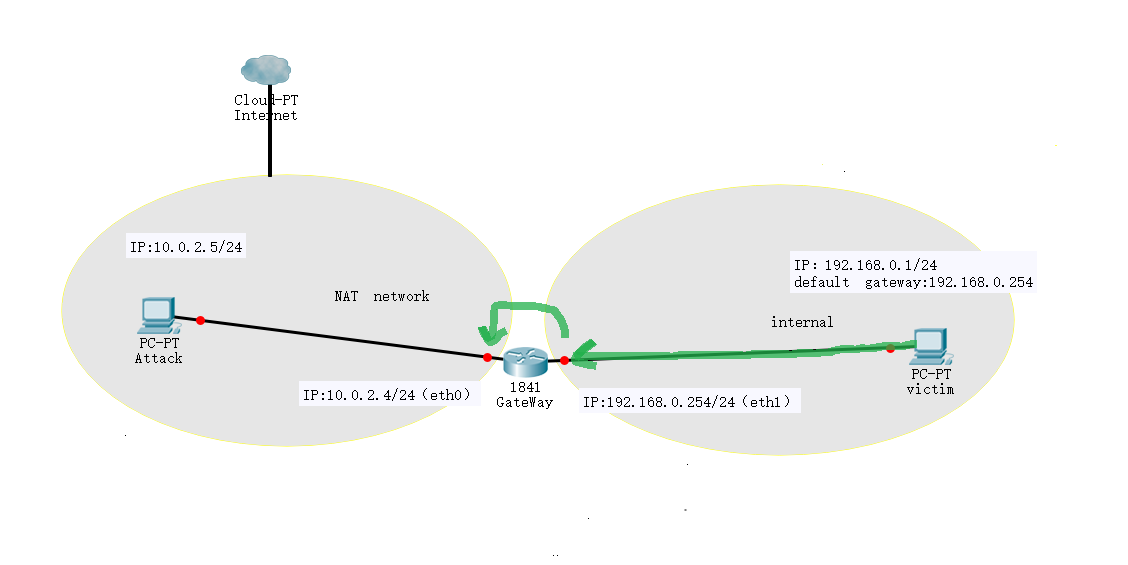 Cloud-PT
Internet
IP:10.0.2.5/24
IP: 192.168.0.1/24
default gateway:192.168.0.254
NAT network
internal
PC-PT
Attack
PC-PT
victim
1841
GateWay
IP:10.0.2.4/24（eth0）
IP:192.168.0.254/24（eth1）